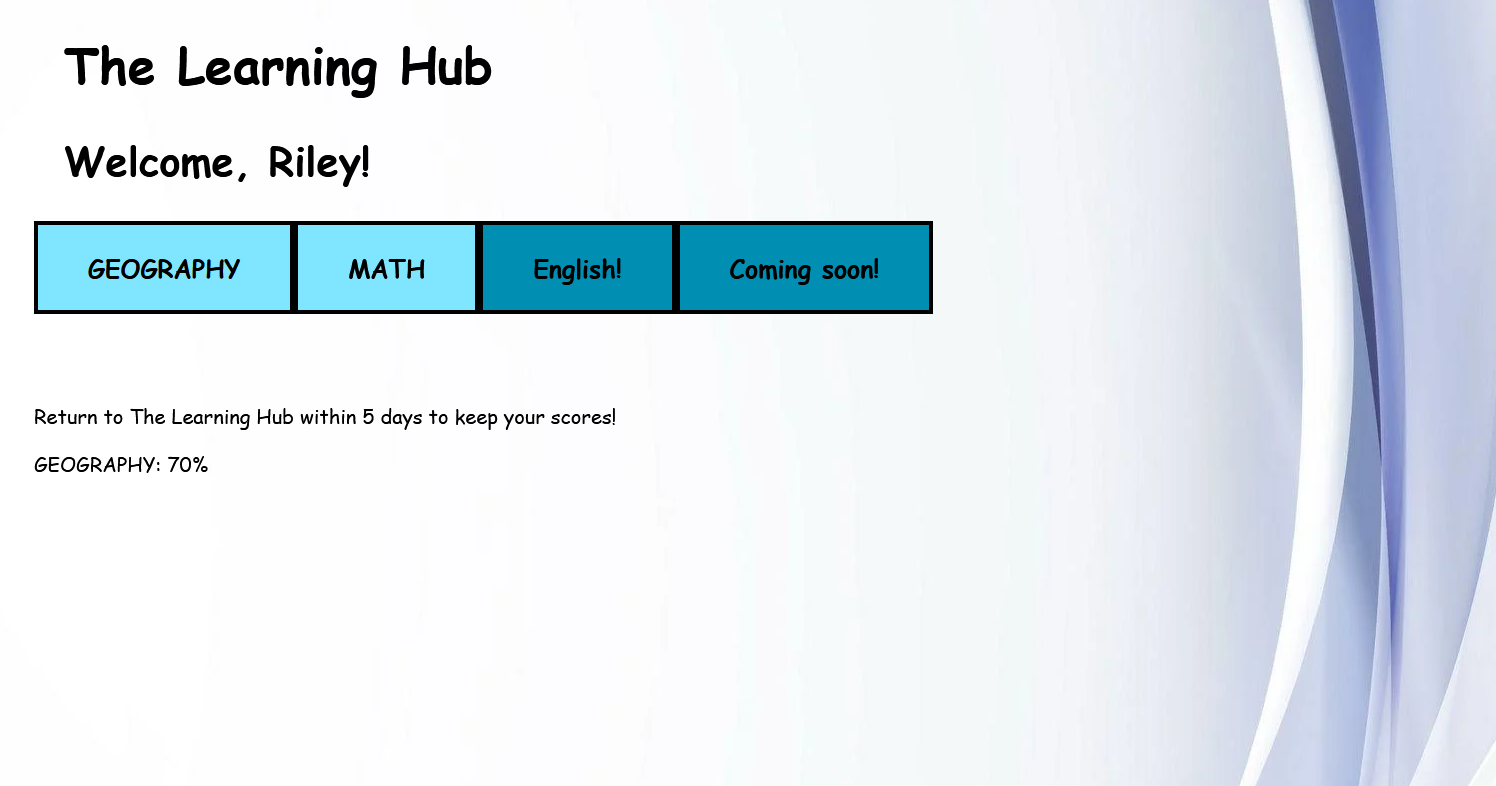 The Learning Hub
Welcome, Riley!
GEOGRAPHY MATH English! Coming soon!
Return to The Learning Hub within 5 days to keep your scores!
GEOGRAPHY: 70%